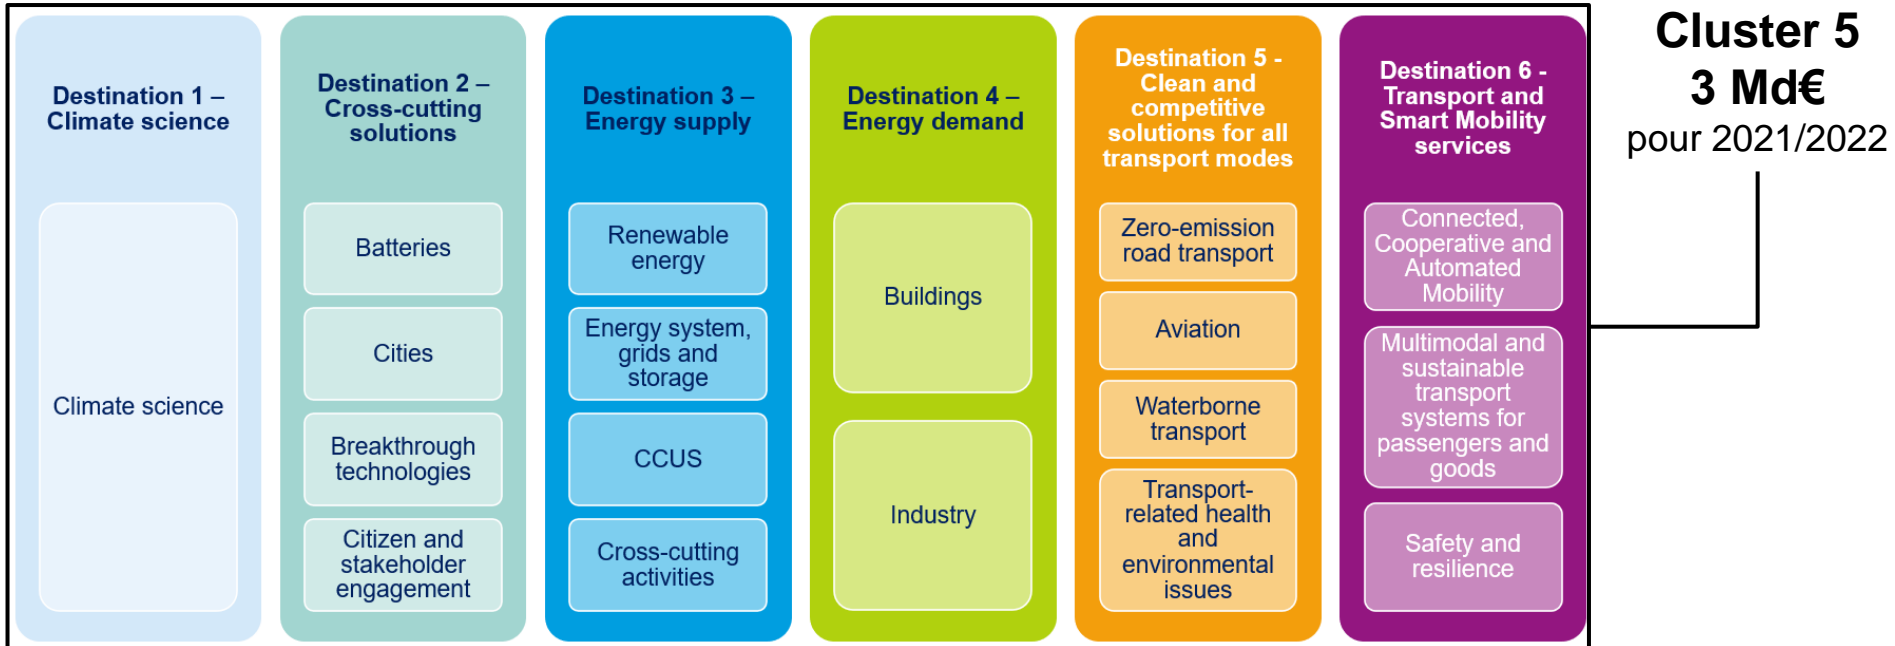 Destination 1 –
Climate science
Climate science
Destination 2 –
Cross-cutting
solutions
Batteries
Cities
Breakthrough
technologies
Citizen and
stakeholder
engagement
Destination 3 –
Energy supply
Renewable
energy
Energy system,
grids and
storage
CCUS
Cross-cutting
activities
Destination 4 –
Energy demand
Buildings
Industry
Destination 5 -
Clean and
competitive
solutions for all
transport modes
Zero-emission
road transport
Aviation
Waterborne
transport
Transport-
related health
and
environmental
issues
Destination 6 -
Transport and
Smart Mobility
services
Connected,
Cooperative and
Automated
Mobility
Multimodal and
sustainable
transport
systems for
passengers and
goods
Safety and
resilience
Cluster 5
3 Md€
pour 2021/2022